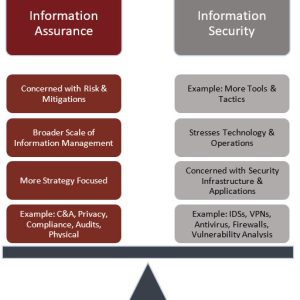 Information
Assurance
Concerned with Risk &
Mitigations
Broader Scale of
Information Management
More Strategy Focused
Example: C&A, Privacy,
Compliance, Audits,
Physical
Information
Security
Example: More Tools &
Tactics
Stresses Technology &
Operations
Concerned with Security
Infrastructure &
Applications
Example: IDSs, VPNs,
Antivirus, Firewalls,
Vulnerability Analysis